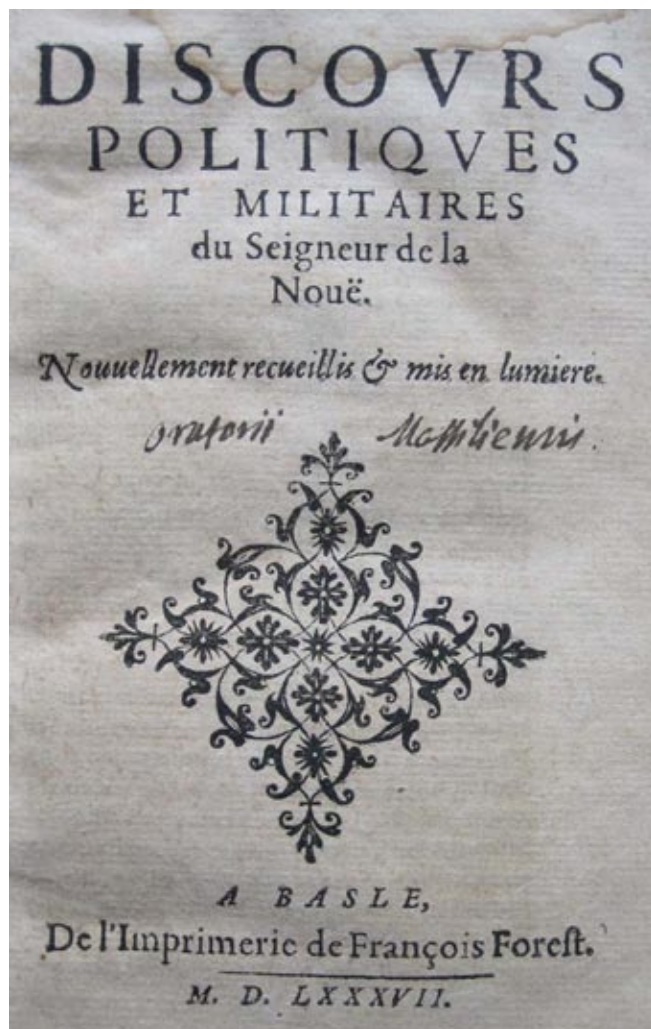 DISCOVRS
POLITIQVES
ET MILITAIRES
du Seigneur de la
Nouë.
Nouuellement recueillis & mis en lumiere.
oratorii Massiliensis.
A BASLE,
De l'Imprimerie de François Foreſt.
M. D. LXXXVII.